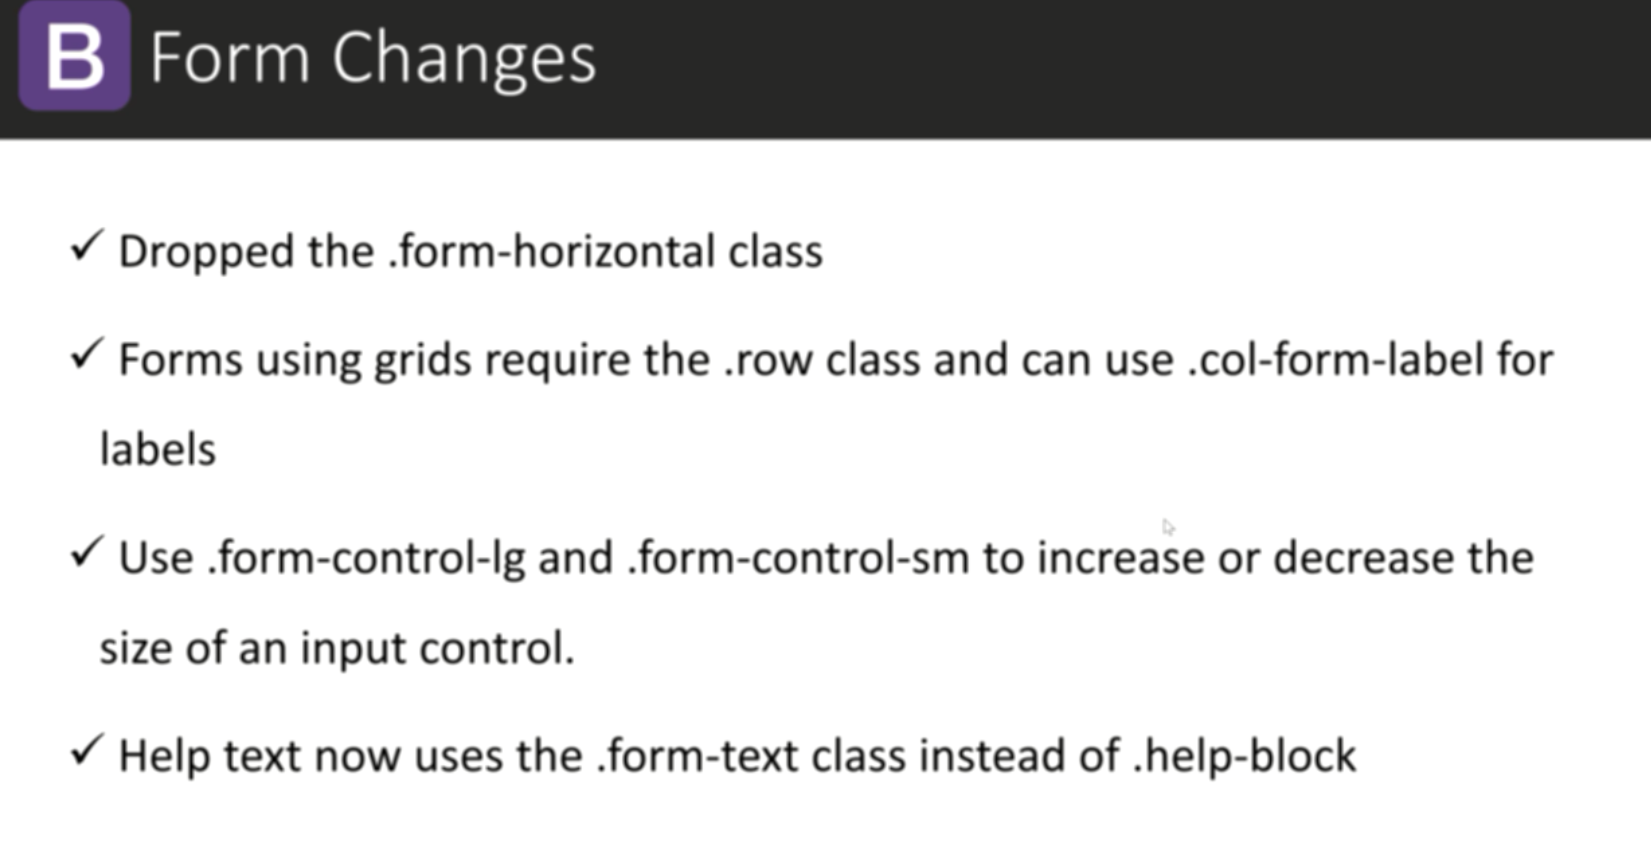 B Form Changes
✓ Dropped the .form-horizontal class
✓ Forms using grids require the .row class and can use .col-form-label for
labels
✓ Use .form-control-lg and .form-control-sm to increase or decrease the
size of an input control.
✓ Help text now uses the .form-text class instead of .help-block